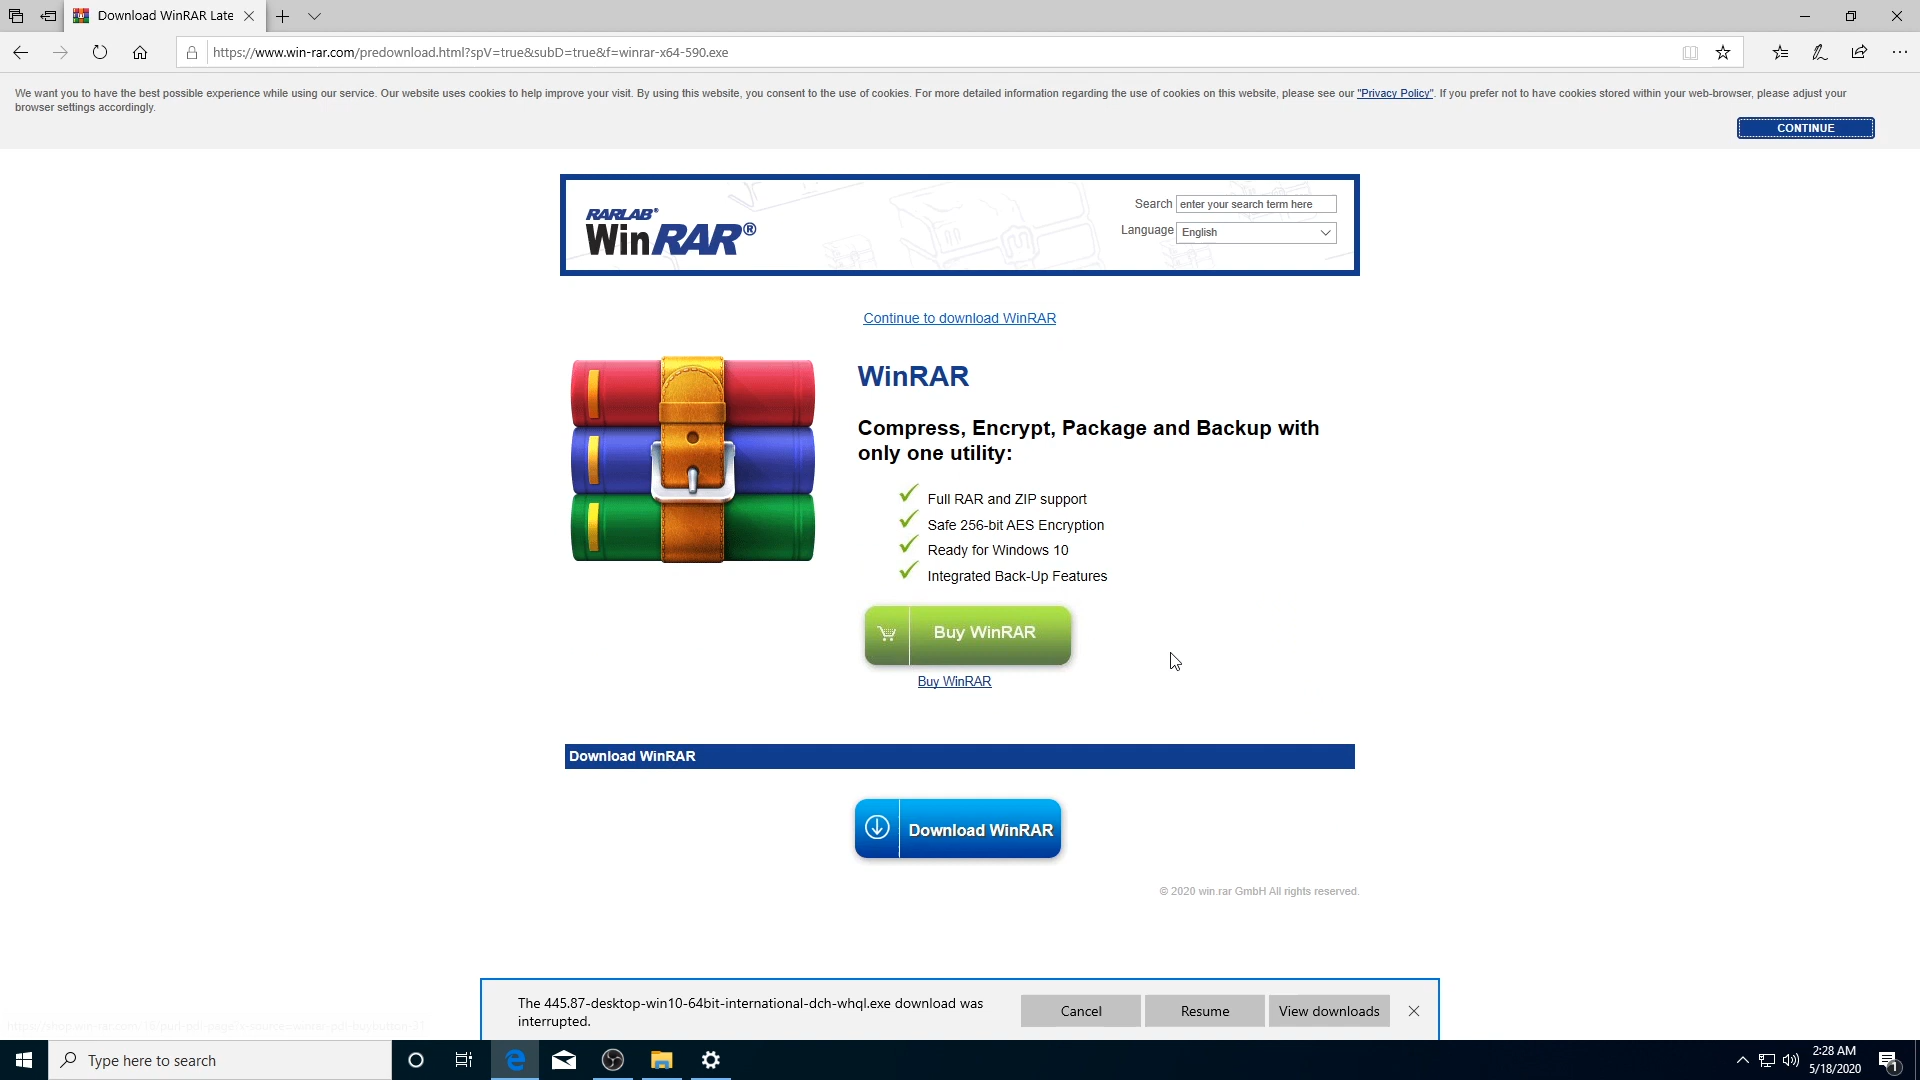 Download WinRAR Late
https://www.win-rar.com/predownload.html?spV=true&subD=true&f=winrar-x64-590.exe
We want you to have the best possible experience while using our service. Our website uses cookies to help improve your visit. By using this website, you consent to the use of cookies. For more detailed information regarding the use of cookies on this website, please see our "Privacy Policy". If you prefer not to have cookies stored within your web-browser, please adjust your
browser settings accordingly.
CONTINUE
RARLAB®
WinRAR®
Search enter your search term here
Language English
Continue to download WinRAR
WinRAR
Compress, Encrypt, Package and Backup with
only one utility:
Full RAR and ZIP support
Safe 256-bit AES Encryption
Ready for Windows 10
Integrated Back-Up Features
Buy WinRAR
Buy WinRAR
Download WinRAR
Download WinRAR
© 2020 win.rar GmbH All rights reserved.
The 445.87-desktop-win10-64bit-international-dch-whql.exe download was
interrupted.
Cancel
Resume
View downloads
Type here to search
2:28 AM
5/18/2020
1